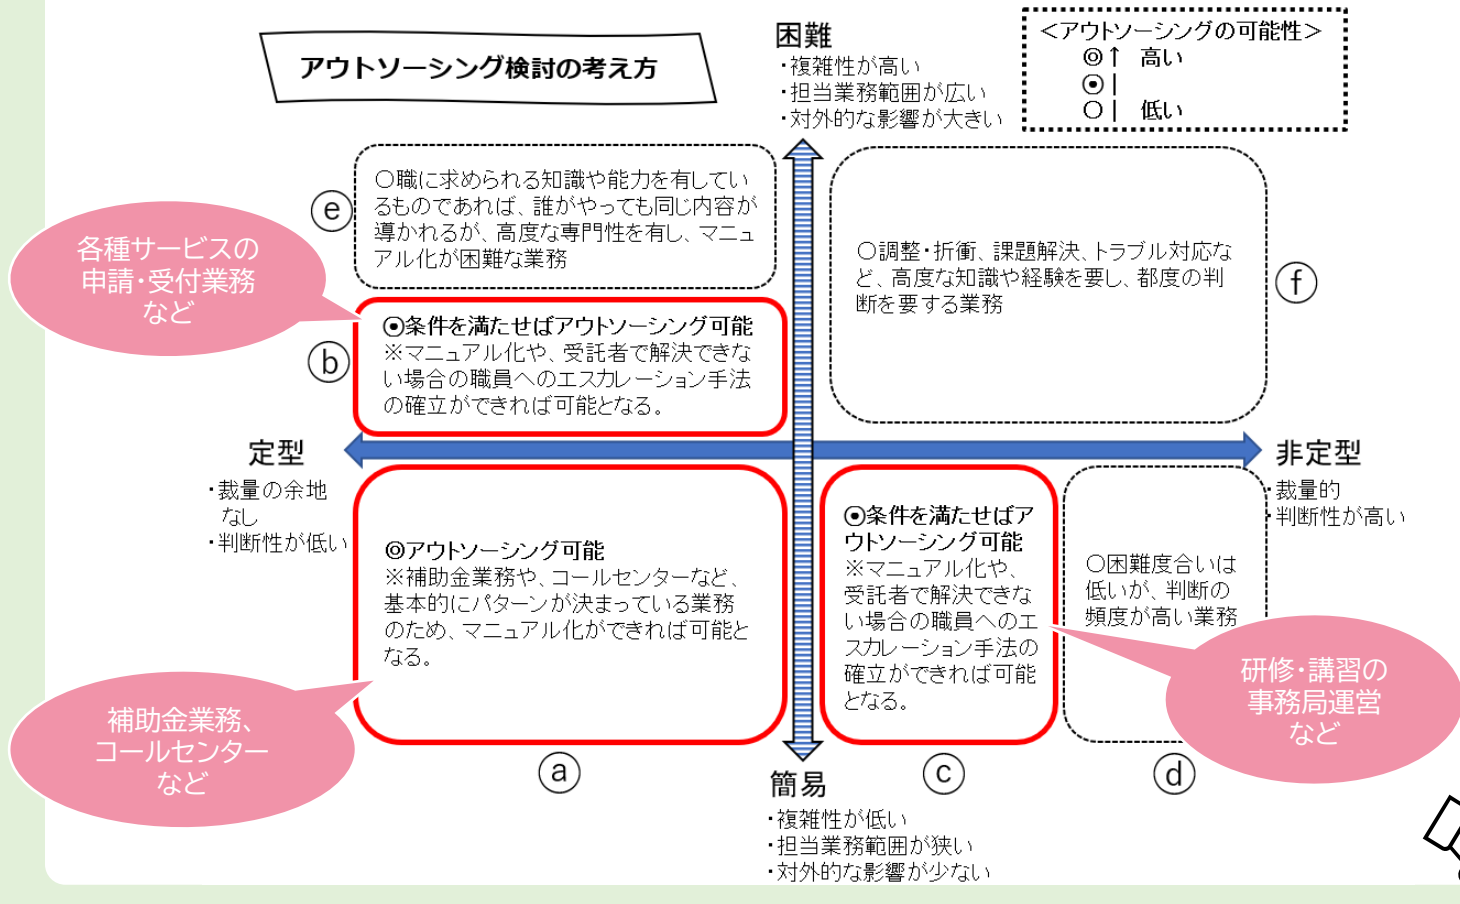 アウトソーシング検討の考え方
困難
・複雑性が高い
・担当業務範囲が広い
・対外的な影響が大きい
＜アウトソーシングの可能性＞
◎↑ 高い
⦿|
○| 低い
ⓔ
○職に求められる知識や能力を有してい
るものであれば、誰がやっても同じ内容が
導かれるが、高度な専門性を有し、マニュ
アル化が困難な業務
各種サービスの
申請・受付業務
など
ⓑ
⦿条件を満たせばアウトソーシング可能
※マニュアル化や、受託者で解決できな
い場合の職員へのエスカレーション手法
の確立ができれば可能となる。
○調整・折衝、課題解決、トラブル対応な
ど、高度な知識や経験を要し、都度の判
断を要する業務
ⓕ
定型
・裁量の余地
なし
・判断性が低い
非定型
・裁量的
・判断性が高い
◎アウトソーシング可能
※補助金業務や、コールセンターなど、
基本的にパターンが決まっている業務
のため、マニュアル化ができれば可能と
なる。
補助金業務、
コールセンター
など
ⓐ
⦿条件を満たせばア
ウトソーシング可能
※マニュアル化や、
受託者で解決できな
い場合の職員へのエ
スカレーション手法の
確立ができれば可能
となる。
ⓒ
○困難度合いは
低いが、判断の
頻度が高い業務
研修・講習の
事務局運営
など
ⓓ
簡易
・複雑性が低い
・担当業務範囲が狭い
・対外的な影響が少ない